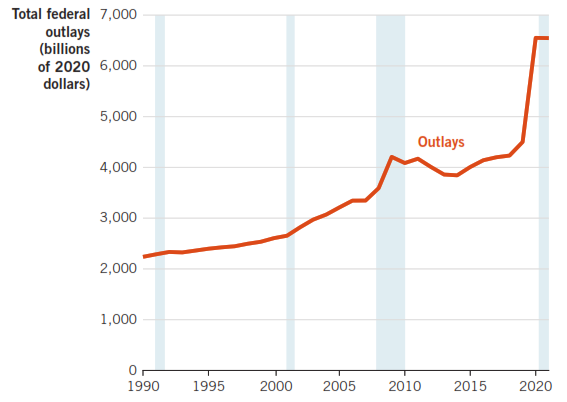 Total federal
outlays
(billions
of 2020
dollars)
7,000
6,000
5,000
4,000
3,000
2,000
1,000
0
Outlays
1990 1995 2000 2005 2010 2015 2020